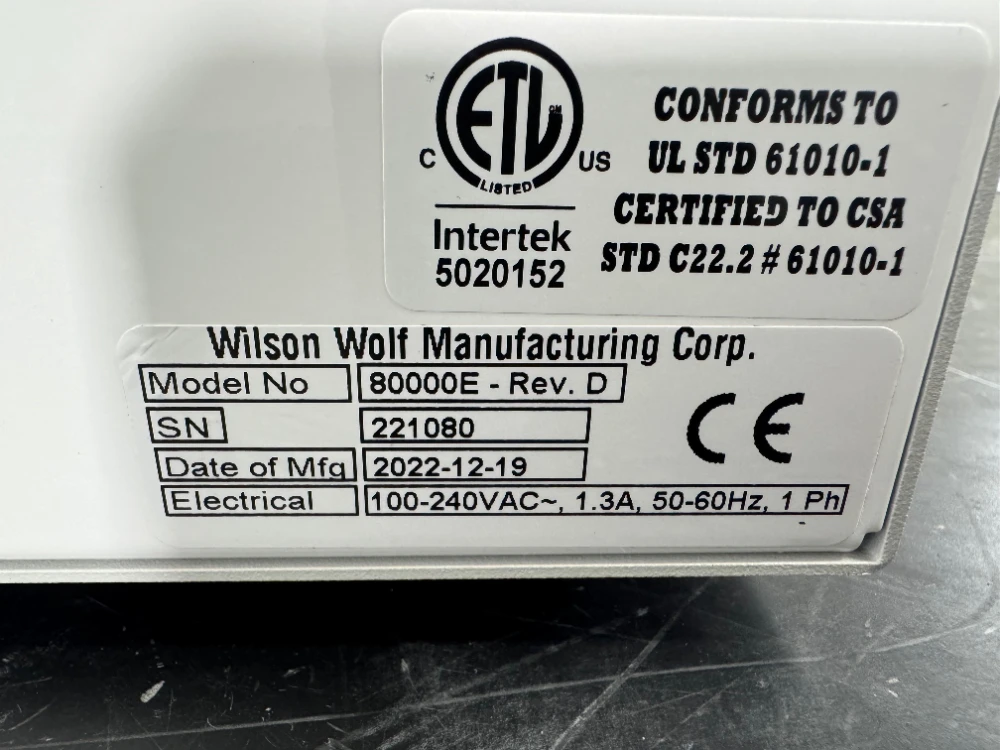 ETL CM
LISTED
C US
Intertek
5020152
CONFORMS TO
UL STD 61010-1
CERTIFIED TO CSA
STD C22.2 # 61010-1
Wilson Wolf Manufacturing Corp.
Model No 80000E - Rev. D
SN 221080
Date of Mfg 2022-12-19
Electrical 100-240VAC~, 1.3A, 50-60Hz, 1 Ph
CE